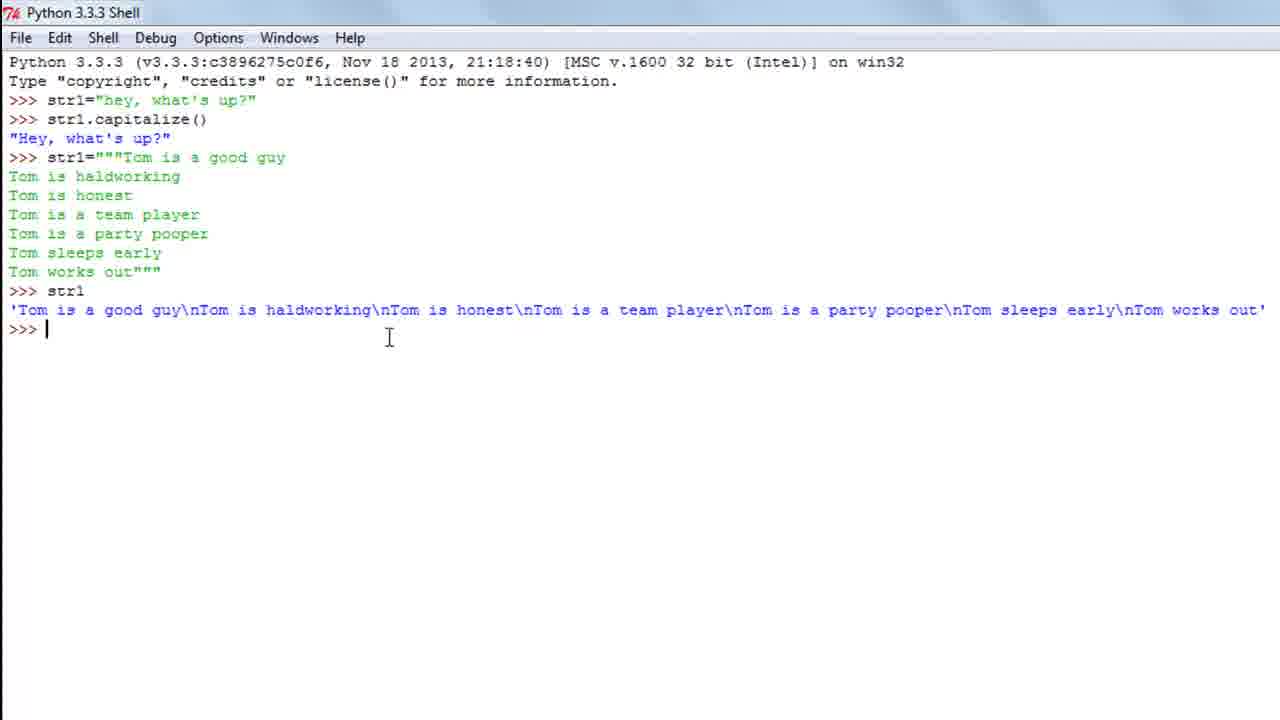 Python 3.3.3 Shell
File Edit Shell Debug Options Windows Help
Python 3.3.3 (v3.3.3:c3896275c0f6, Nov 18 2013, 21:18:40) [MSC v.1600 32 bit (Intel)] on win32
Type "copyright", "credits" or "license()" for more information.
>>> str1="hey, what's up?"
>>> str1.capitalize()
"Hey, what's up?"
>>> str1="""Tom is a good guy
Tom is haldworking
Tom is honest
Tom is a team player
Tom is a party pooper
Tom sleeps early
Tom works out"""
>>> str1
'Tom is a good guy\nTom is haldworking\nTom is honest\nTom is a team player\nTom is a party pooper\nTom sleeps early\nTom works out'
>>>